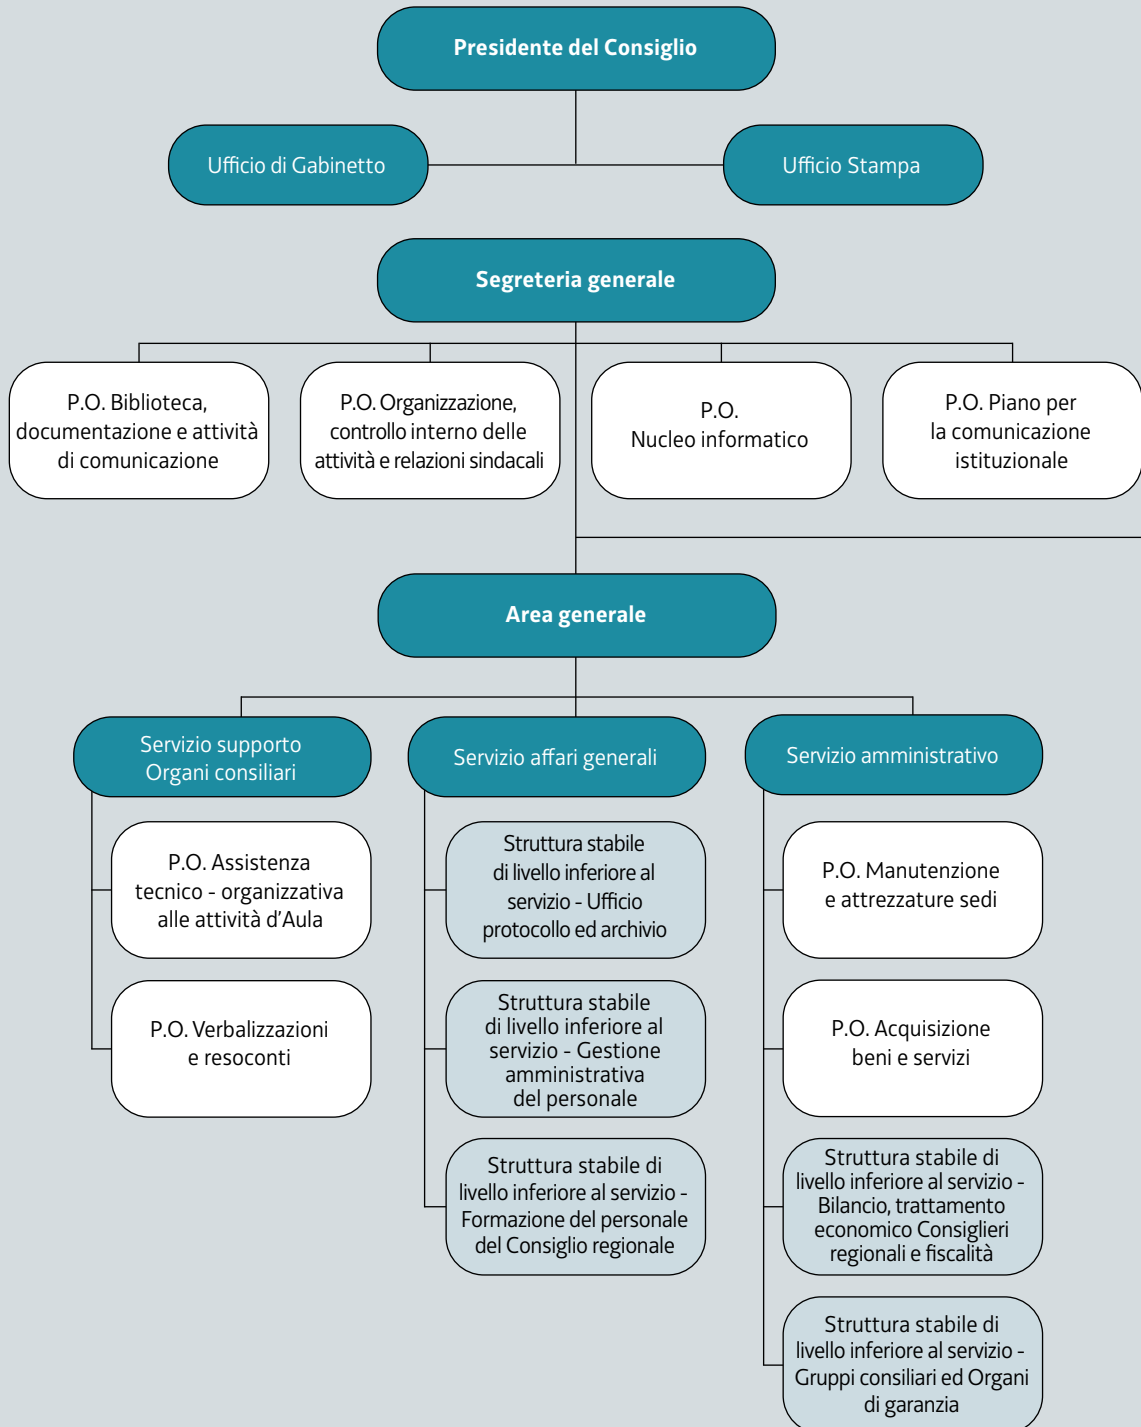 Presidente del Consiglio
Ufficio di Gabinetto
Ufficio Stampa
Segreteria generale
P.O. Biblioteca,
documentazione e attività
di comunicazione
P.O. Organizzazione,
controllo interno delle
attività e relazioni sindacali
P.O.
Nucleo informatico
P.O. Piano per
la comunicazione
istituzionale
Area generale
Servizio supporto
Organi consiliari
P.O. Assistenza
tecnico - organizzativa
alle attività d'Aula
P.O. Verbalizzazioni
e resoconti
Servizio affari generali
Struttura stabile
di livello inferiore al
servizio - Ufficio
protocollo ed archivio
Struttura stabile
di livello inferiore al
servizio - Gestione
amministrativa
del personale
Struttura stabile di
livello inferiore al servizio -
Formazione del personale
del Consiglio regionale
Servizio amministrativo
P.O. Manutenzione
e attrezzature sedi
P.O. Acquisizione
beni e servizi
Struttura stabile di
livello inferiore al servizio -
Bilancio, trattamento
economico Consiglieri
regionali e fiscalità
Struttura stabile di
livello inferiore al servizio -
Gruppi consiliari ed Organi
di garanzia